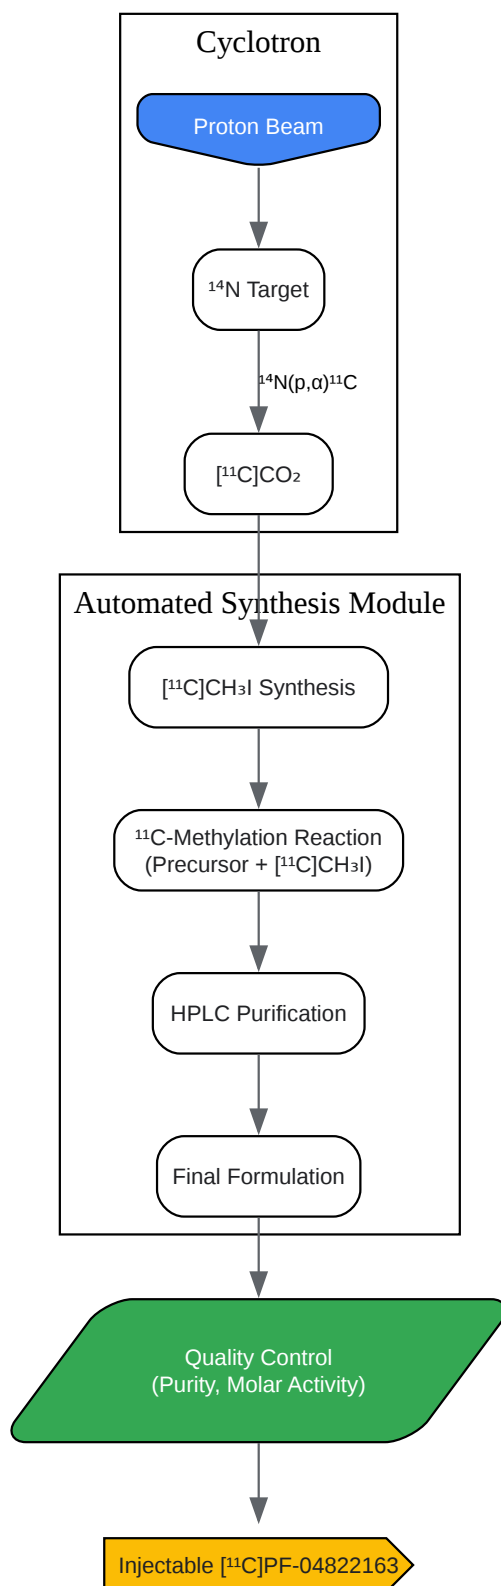 Cyclotron
Proton Beam
¹⁴N Target
¹⁴N(p,α)¹¹C
[¹¹C]CO₂
Automated Synthesis Module
[¹¹C]CH₃I Synthesis
¹¹C-Methylation Reaction
(Precursor + [¹¹C]CH₃I)
HPLC Purification
Final Formulation
Quality Control
(Purity, Molar Activity)
Injectable [¹¹C]PF-04822163